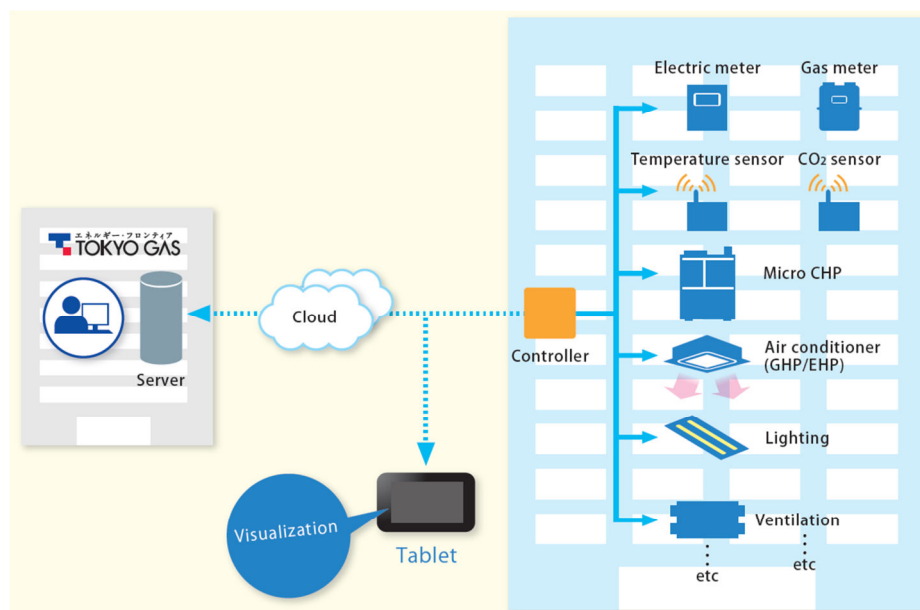 Electric meter
Gas meter
Temperature sensor
CO₂ sensor
エネルギー・フロンティア
TOKYO GAS
Micro CHP
Cloud
Controller
Air conditioner
(GHP/EHP)
Server
Lighting
Visualization
Tablet
Ventilation
etc
etc